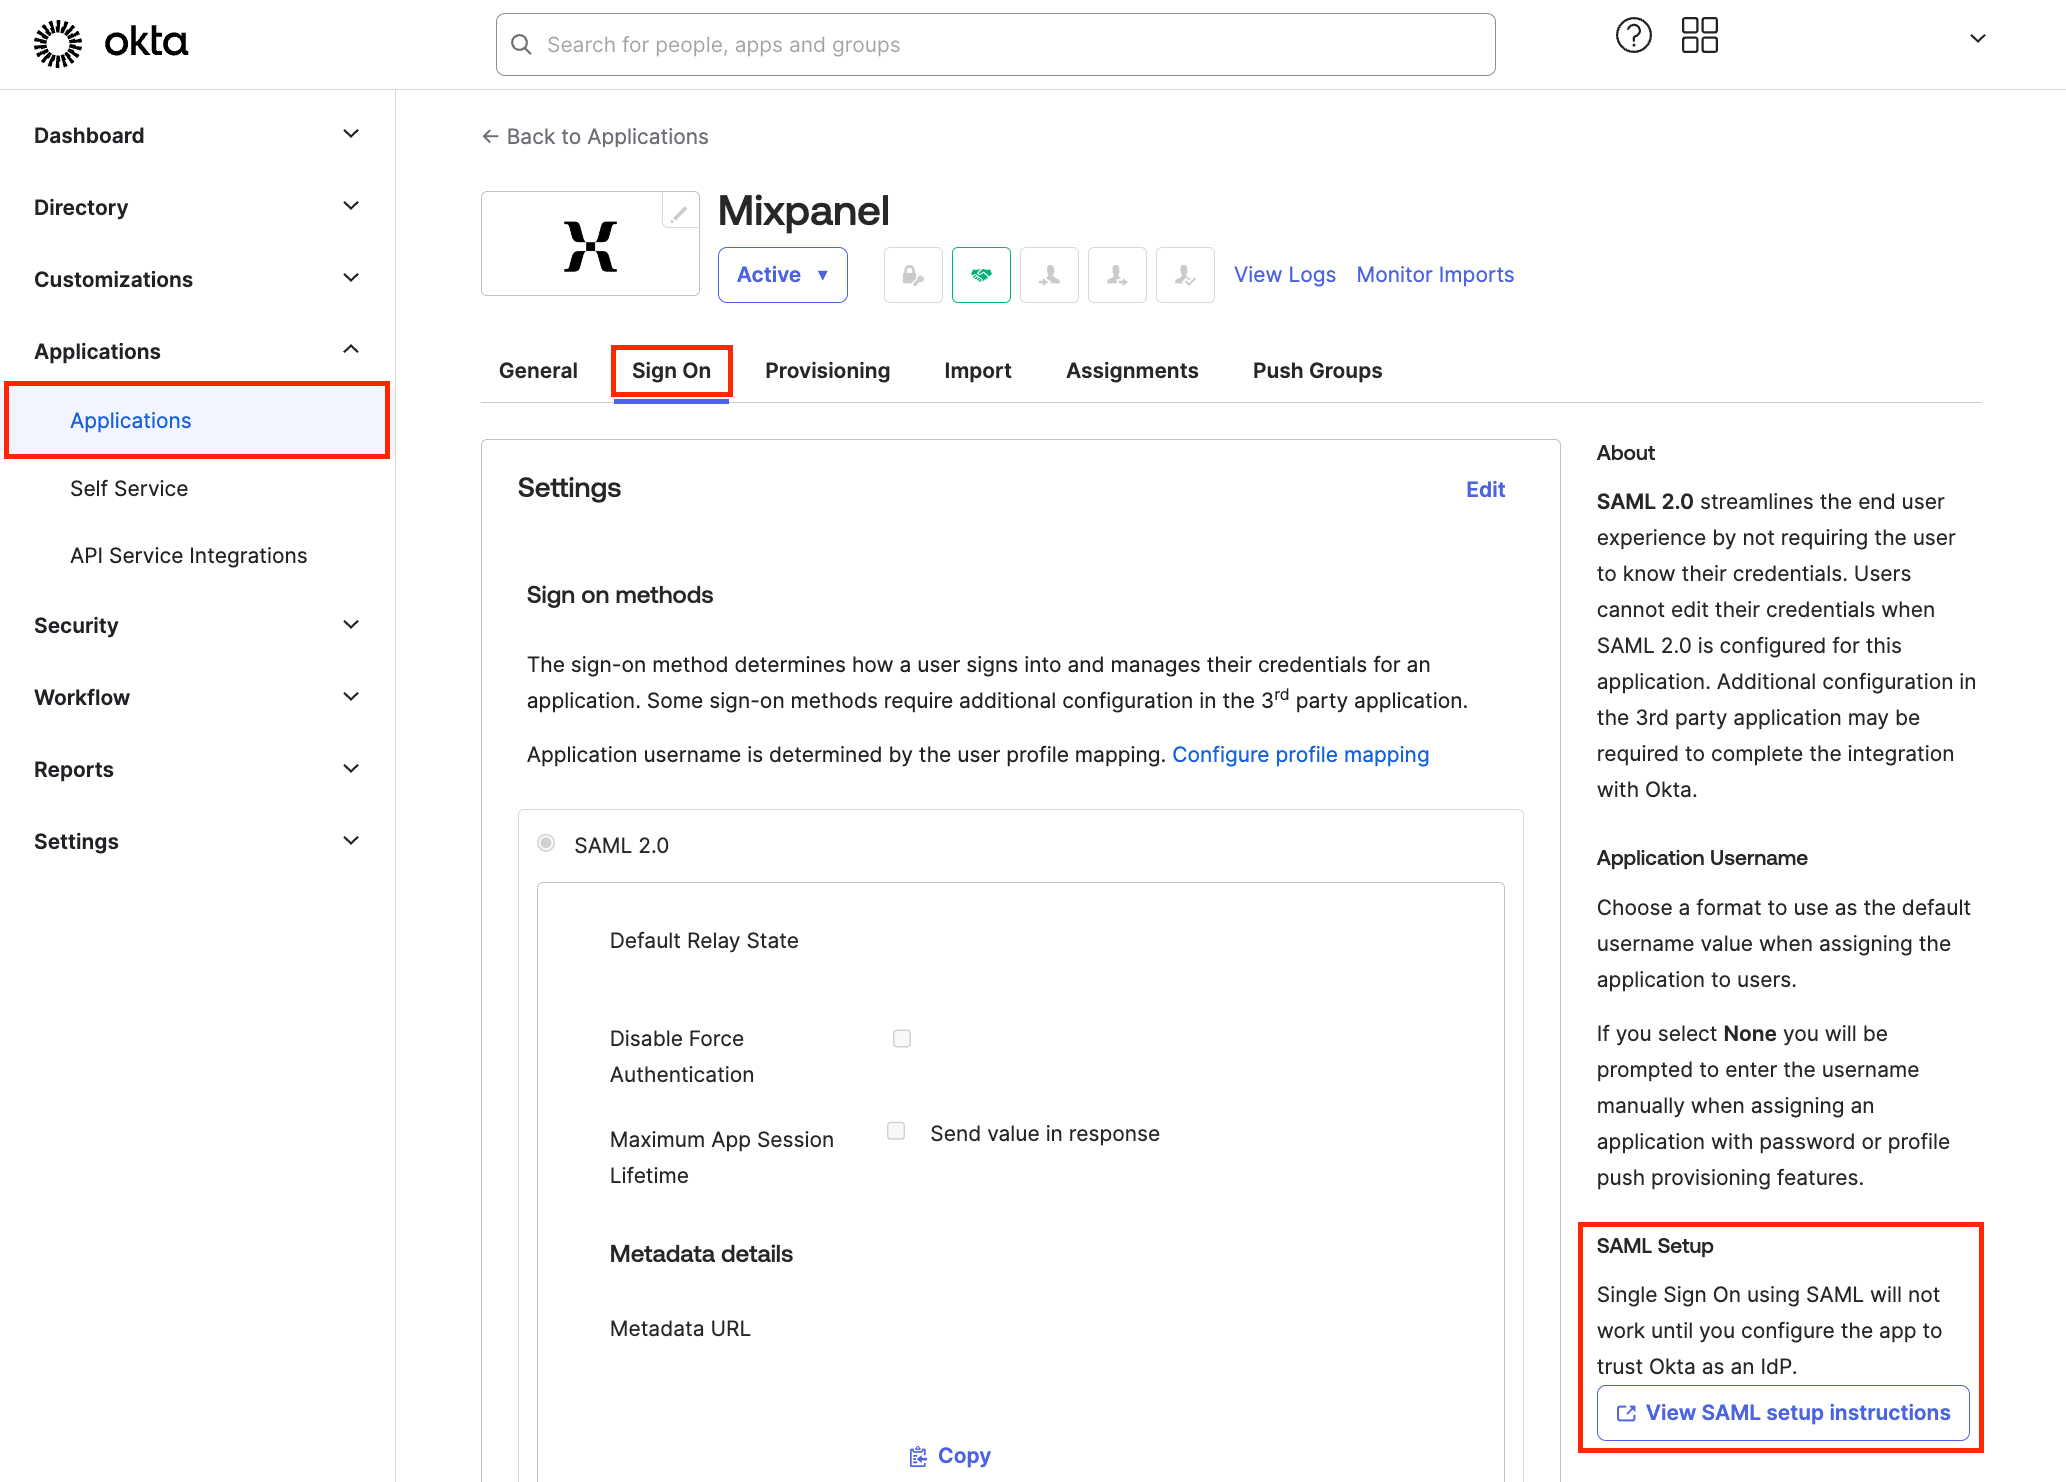 okta
Search for people, apps and groups
Dashboard
Directory
Customizations
Applications
Applications
Self Service
API Service Integrations
Security
Workflow
Reports
Settings
← Back to Applications
Mixpanel
Active ▼
View Logs Monitor Imports
General Sign On Provisioning Import Assignments Push Groups
Settings Edit
Sign on methods
The sign-on method determines how a user signs into and manages their credentials for an
application. Some sign-on methods require additional configuration in the 3rd party application.
Application username is determined by the user profile mapping. Configure profile mapping
SAML 2.0
Default Relay State
Disable Force
Authentication
Maximum App Session
Lifetime
Send value in response
Metadata details
Metadata URL
Copy
About
SAML 2.0 streamlines the end user
experience by not requiring the user
to know their credentials. Users
cannot edit their credentials when
SAML 2.0 is configured for this
application. Additional configuration in
the 3rd party application may be
required to complete the integration
with Okta.
Application Username
Choose a format to use as the default
username value when assigning the
application to users.
If you select None you will be
prompted to enter the username
manually when assigning an
application with password or profile
push provisioning features.
SAML Setup
Single Sign On using SAML will not
work until you configure the app to
trust Okta as an IdP.
View SAML setup instructions